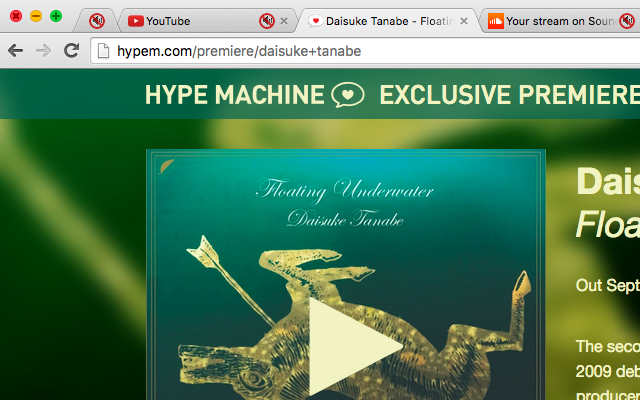 YouTube
Daisuke Tanabe - Floatin
Your stream on Soun
hypem.com/premiere/daisuke+tanabe
HYPE MACHINE EXCLUSIVE PREMIERE
Floating Underwater
Daisuke Tanabe
Dais
Floa
Out Sept
The seco
2009 deb
producer